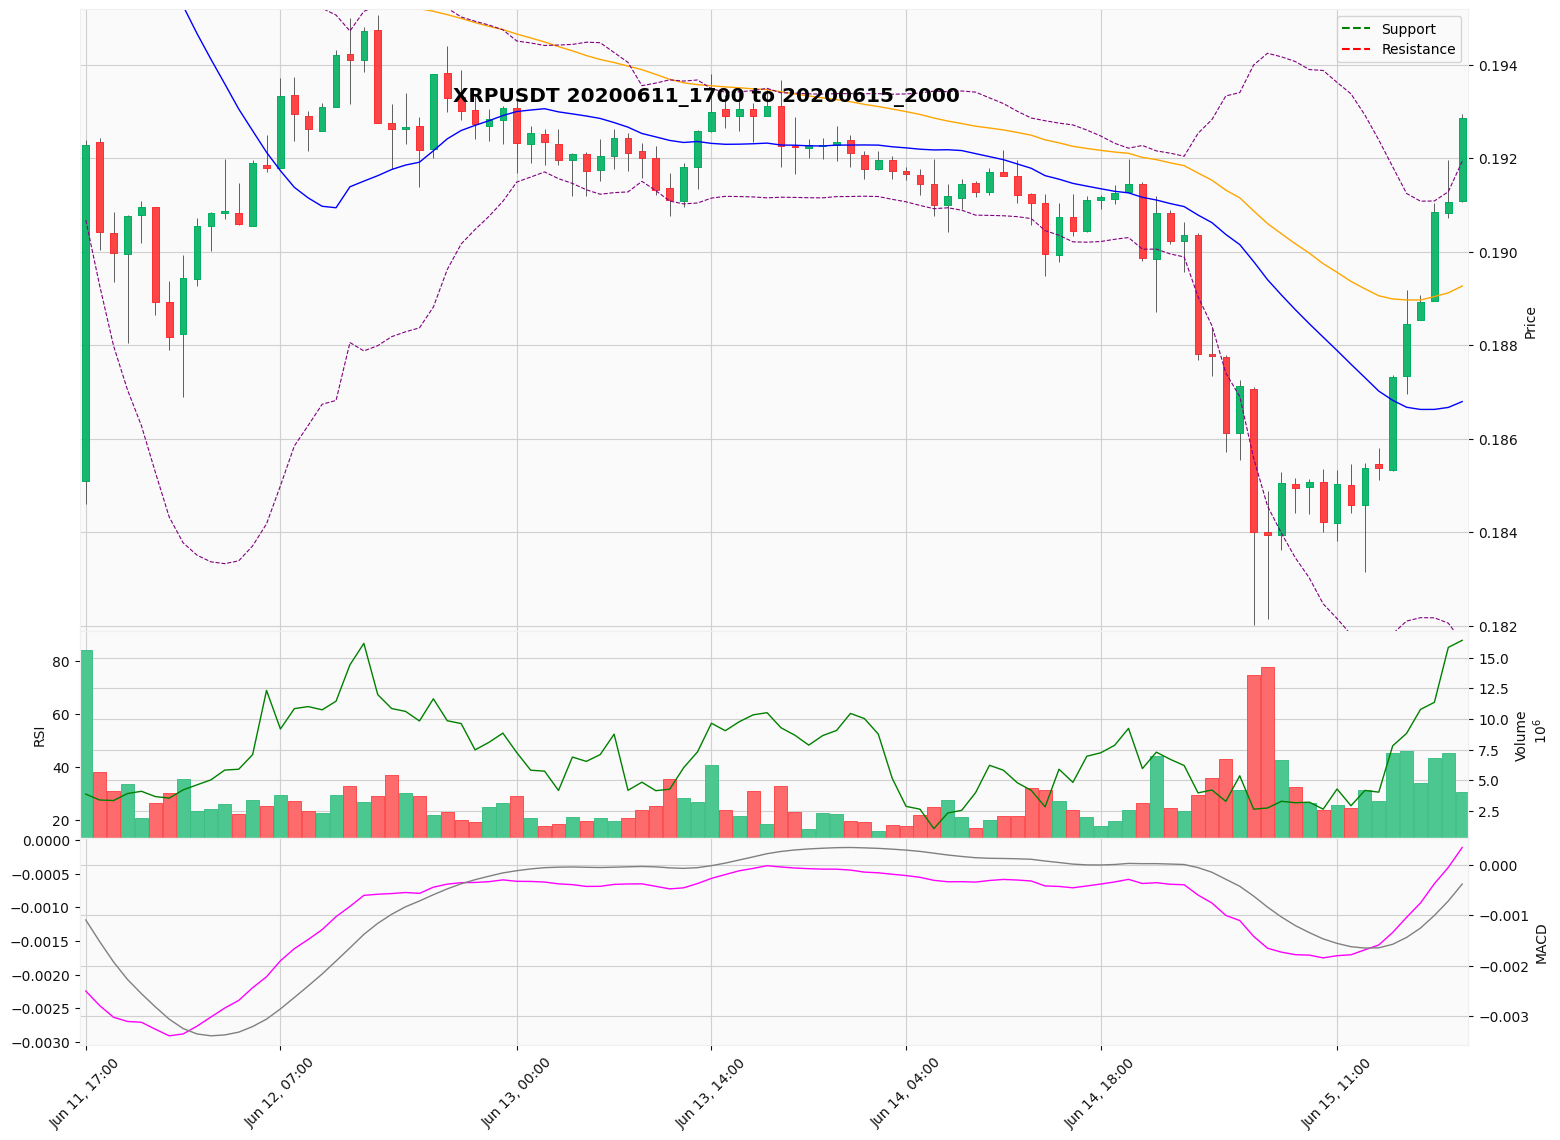 XRPUSDT 20200611_1700 to 20200615_2000
Support
Resistance
0.194
0.192
0.190
0.188
0.186
0.184
0.182
Price
80
60
40
20
RSI
15.0
12.5
10.0
7.5
5.0
2.5
Volume
10^6
0.0000
−0.0005
−0.0010
−0.0015
−0.0020
−0.0025
−0.0030
0.000
−0.001
−0.002
−0.003
MACD
Jun 11, 17:00
Jun 12, 07:00
Jun 13, 00:00
Jun 13, 14:00
Jun 14, 04:00
Jun 14, 18:00
Jun 15, 11:00